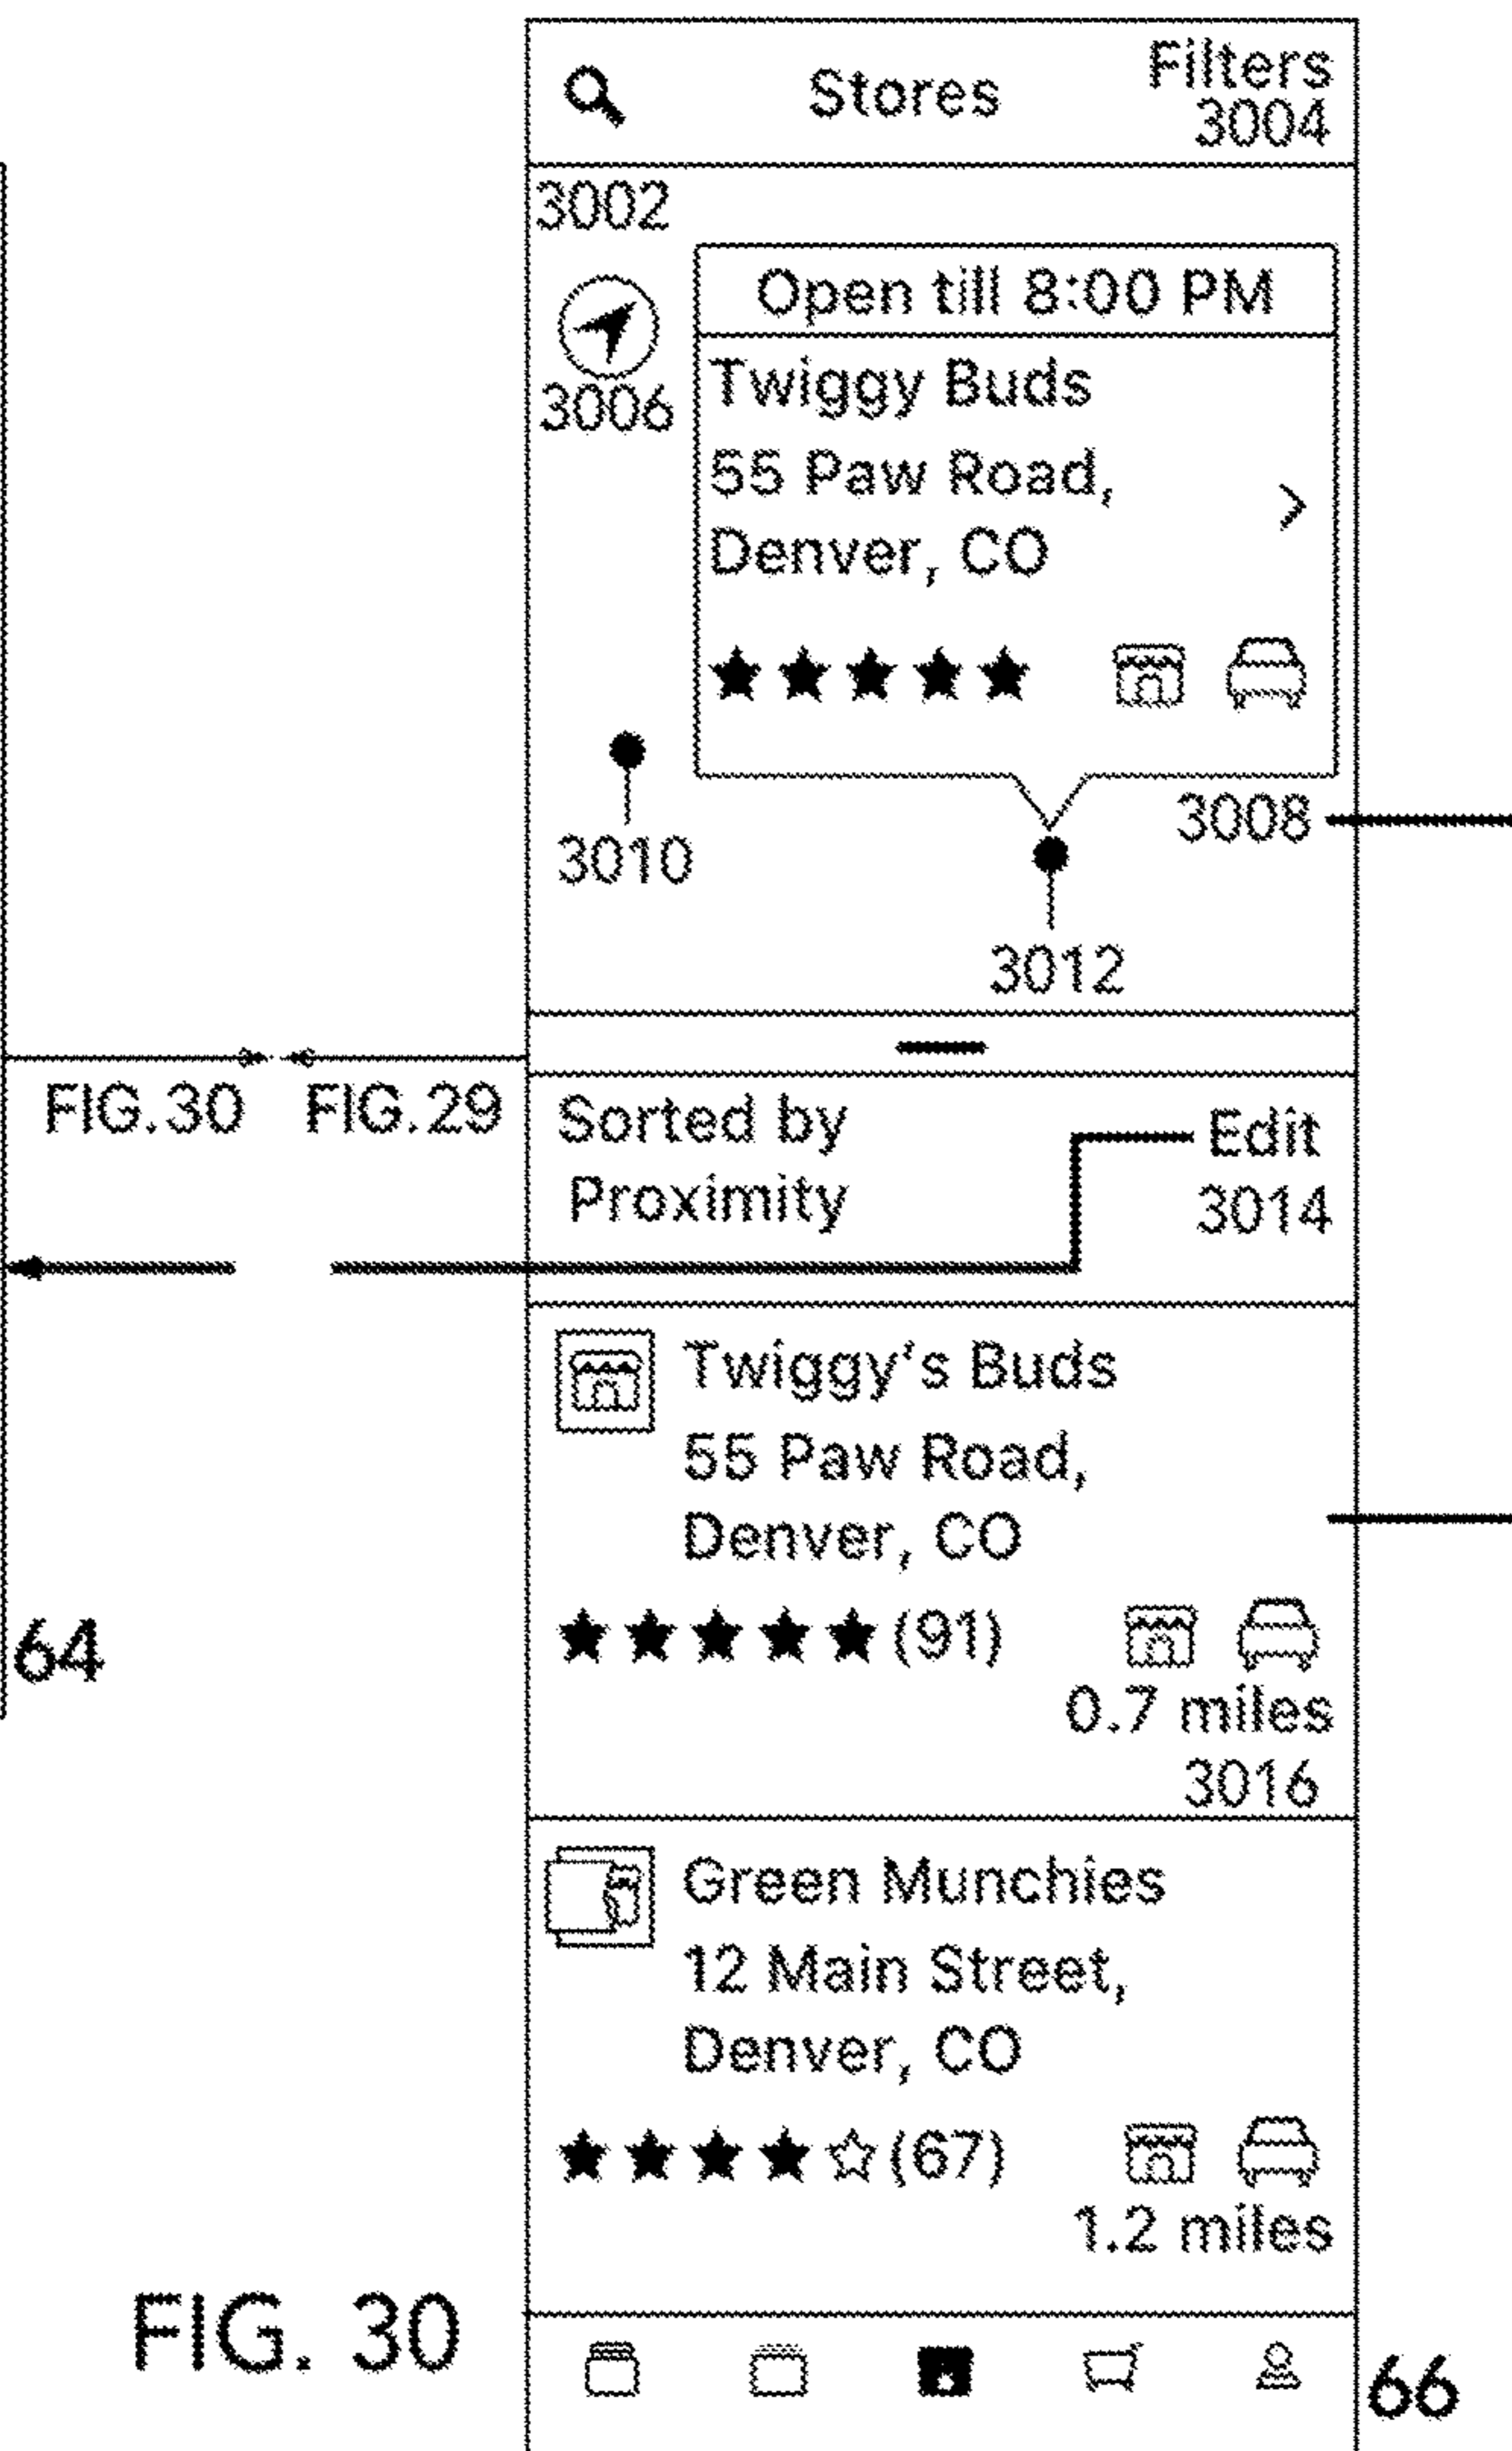 Stores
Filters
3004
3002
Open till 8:00 PM
3006
Twiggy Buds
55 Paw Road,
Denver, CO
3008
3010
3012
FIG.30 FIG.29
Sorted by
Proximity
Edit
3014
Twiggy's Buds
55 Paw Road,
Denver, CO
(91)
0.7 miles
3016
64
Green Munchies
12 Main Street,
Denver, CO
(67)
1.2 miles
FIG. 30
66